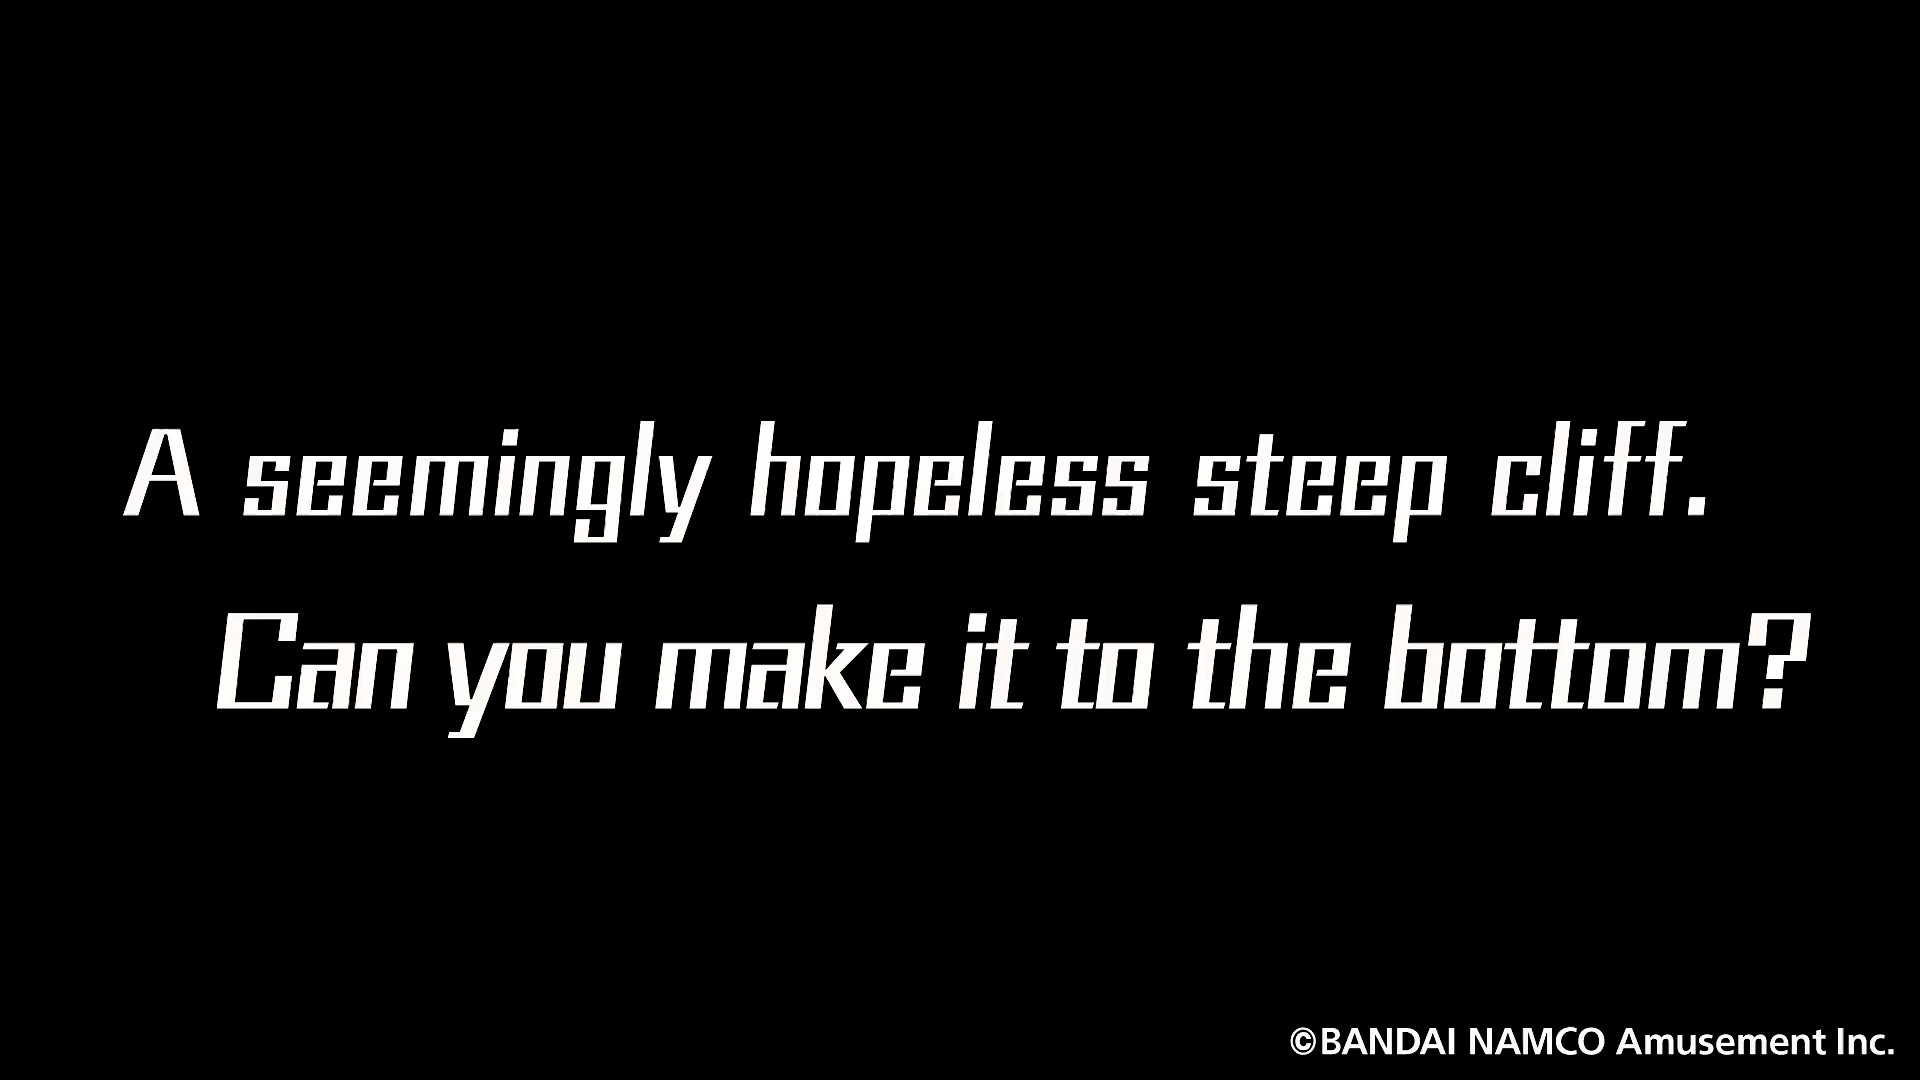 A seemingly hopeless steep cliff.
Can you make it to the bottom?
©BANDAI NAMCO Amusement Inc.